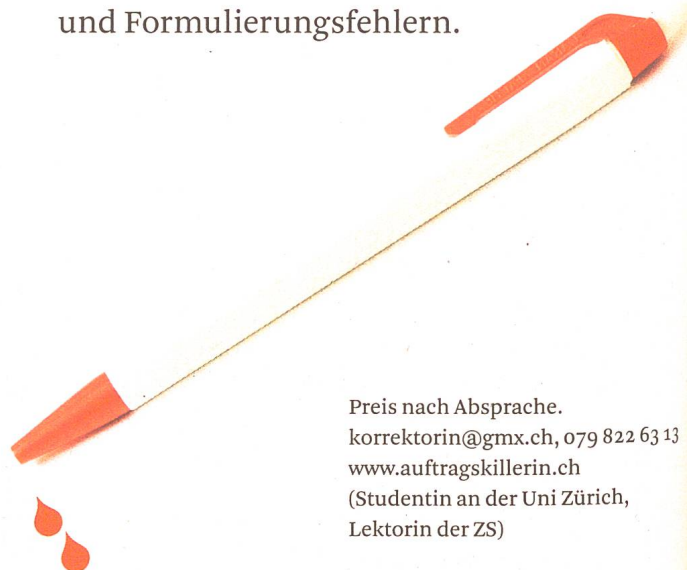 und Formulierungsfehlern.
Preis nach Absprache.
korrektorin@gmx.ch, 079 822 63 13
www.auftragskillerin.ch
(Studentin an der Uni Zürich,
Lektorin der ZS)